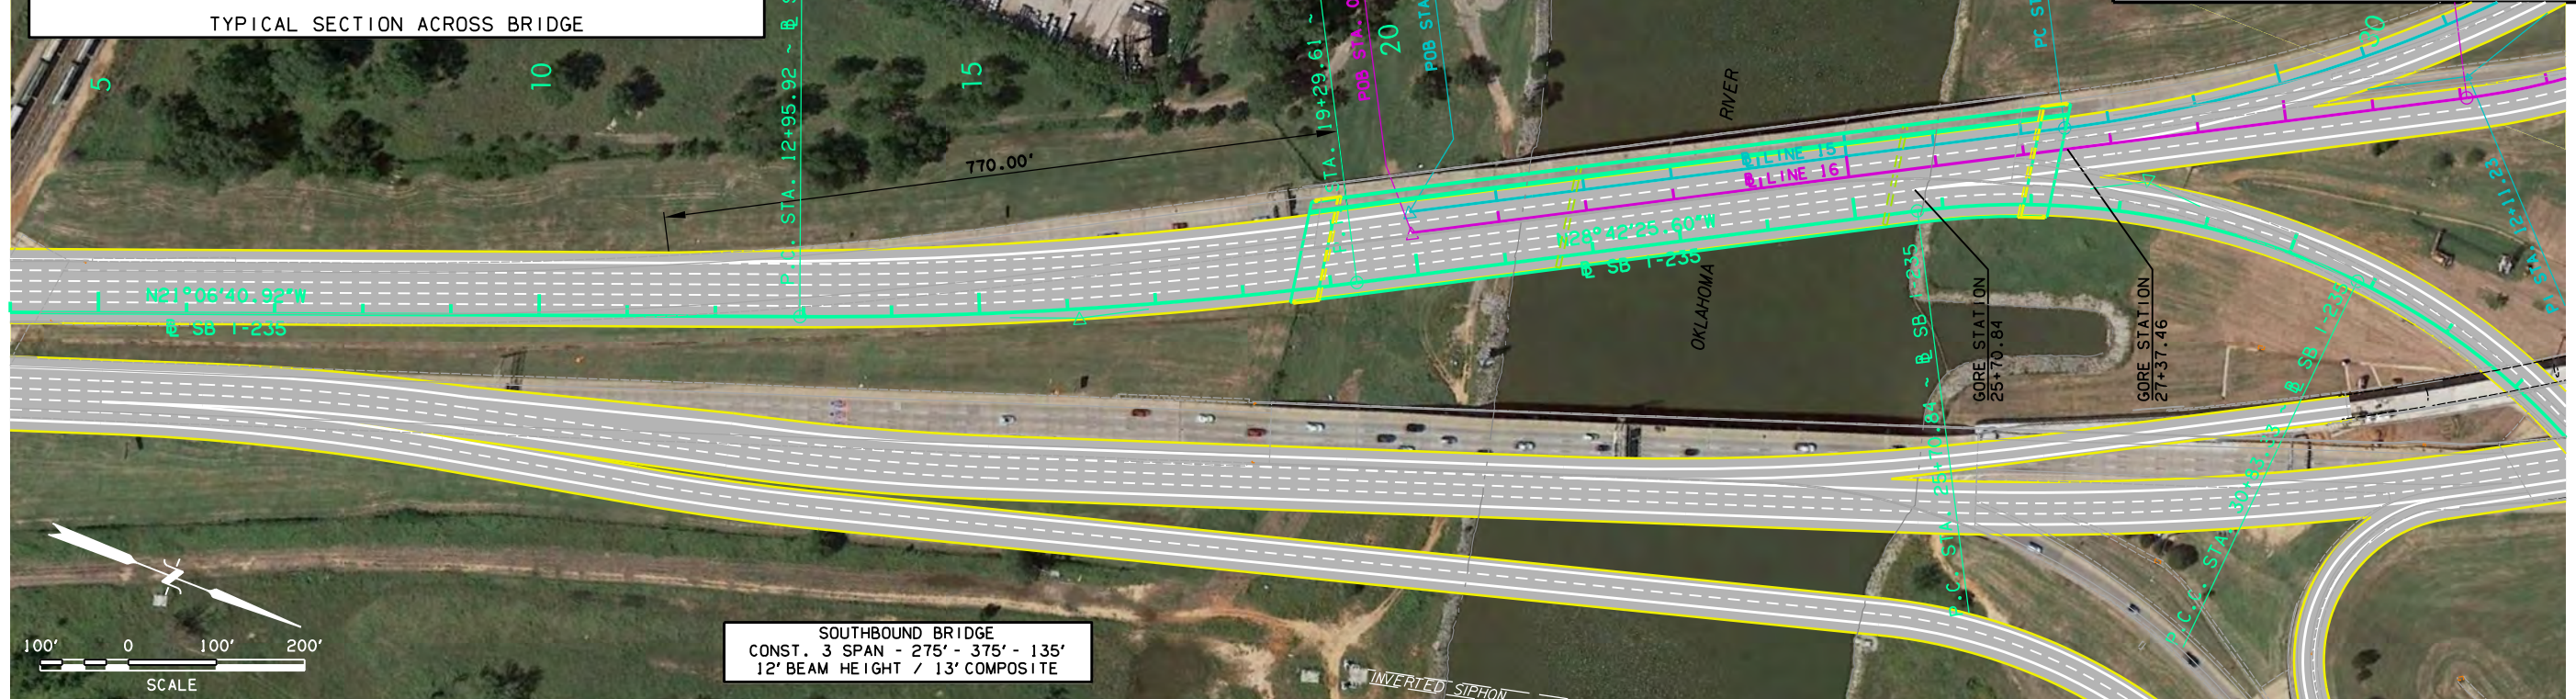 TYPICAL SECTION ACROSS BRIDGE
5
10
15
20
30
P.C. STA. 12+95.92 ~ ℄ S
STA. 19+29.61 ~
POB STA. 0
POB STA
PC ST
RIVER
770.00'
℄ LINE 15
℄ LINE 16
N28°42'25.60"W
℄ SB I-235
N21°06'40.92"W
℄ SB I-235
OKLAHOMA
GORE STATION
25+70.84
GORE STATION
27+37.46
P.C. STA. 25+70.84 ~ ℄ SB I-235
P.C.C. STA. 30+83.33 ~ ℄ SB I-235
PI STA. 12+11.23
100' 0 100' 200'
SCALE
SOUTHBOUND BRIDGE
CONST. 3 SPAN - 275' - 375' - 135'
12' BEAM HEIGHT / 13' COMPOSITE
INVERTED SIPHON